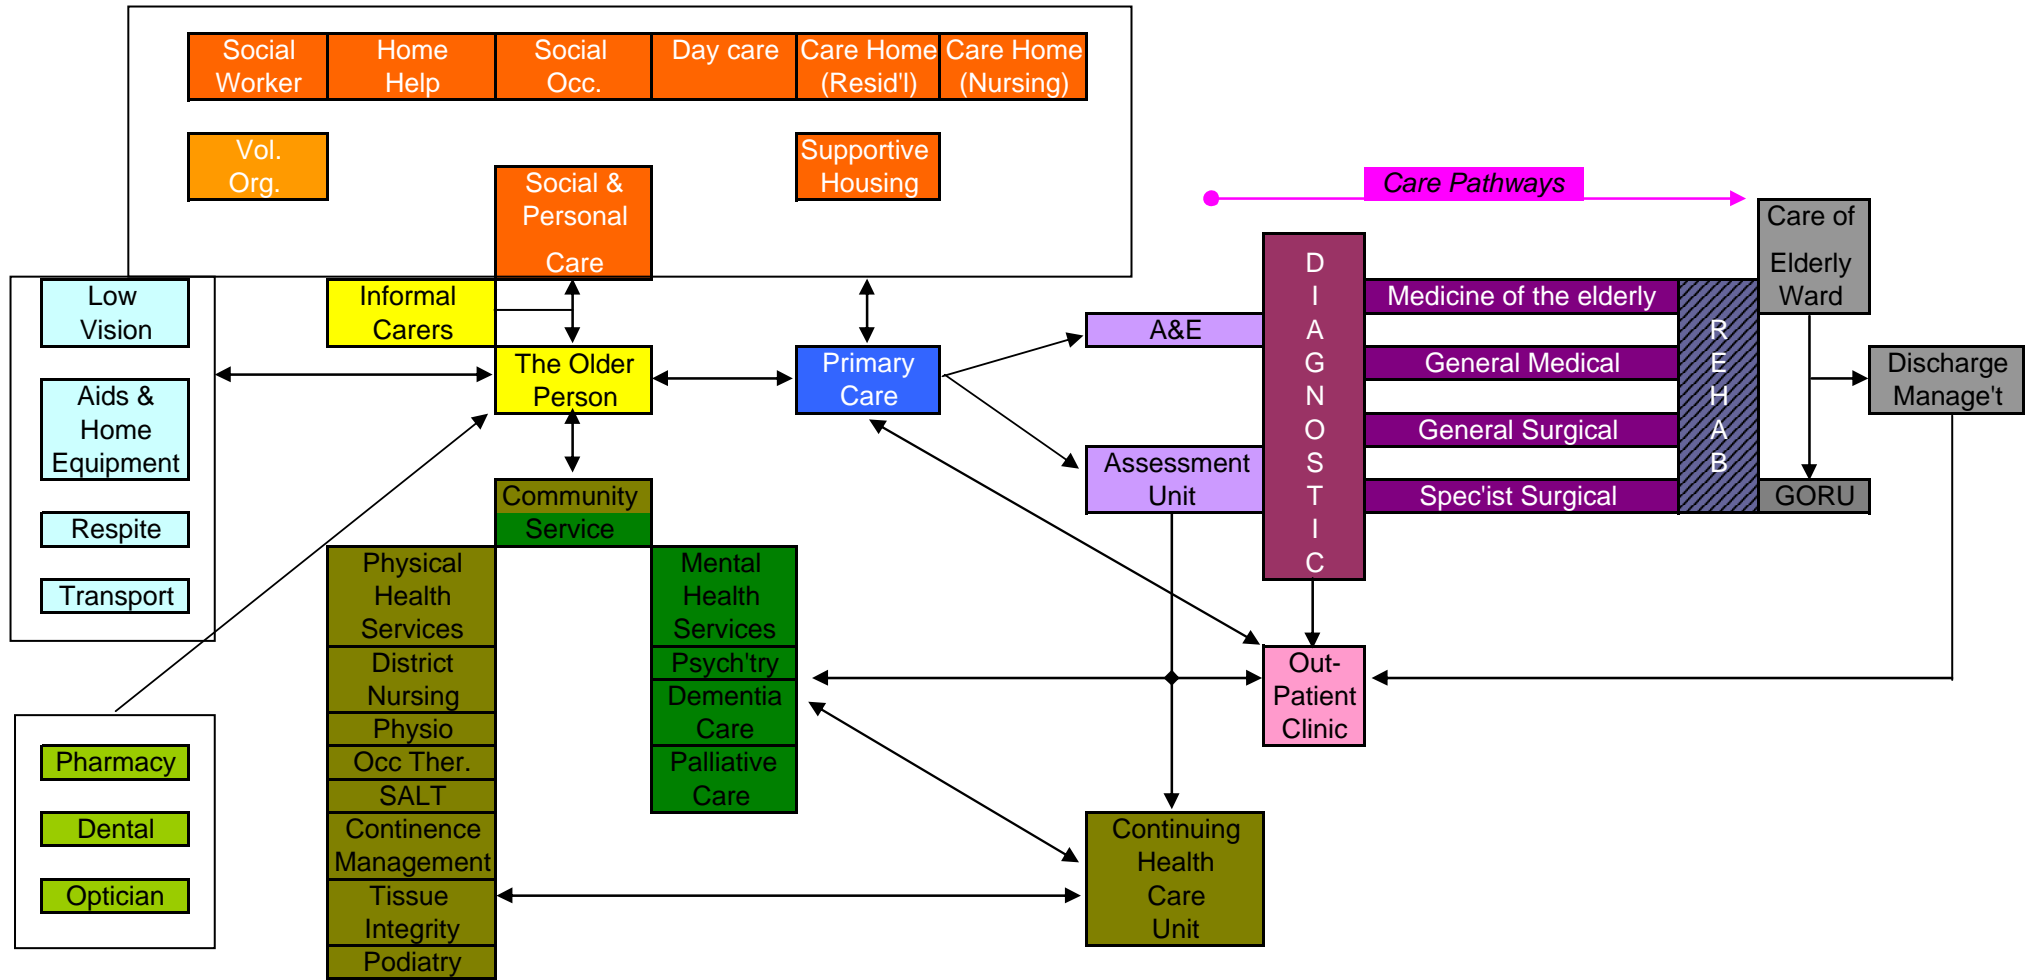 Social
Worker
Home
Help
Social
Occ.
Day care
Care Home
(Resid'l)
Care Home
(Nursing)
Vol.
Org.
Supportive
Housing
Social &
Personal
Care
Care Pathways
Care of
Elderly
Ward
Low
Vision
Informal
Carers
A&E
D
I
A
G
N
O
S
T
I
C
Medicine of the elderly
General Medical
General Surgical
Spec'ist Surgical
R
E
H
A
B
The Older
Person
Primary
Care
Discharge
Manage't
Aids &
Home
Equipment
Assessment
Unit
GORU
Respite
Transport
Community
Service
Physical
Health
Services
District
Nursing
Physio
Occ Ther.
SALT
Continence
Management
Tissue
Integrity
Podiatry
Mental
Health
Services
Psych'try
Dementia
Care
Palliative
Care
Out-
Patient
Clinic
Pharmacy
Dental
Optician
Continuing
Health
Care
Unit